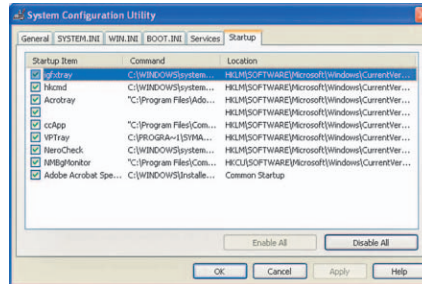 System Configuration Utility
General SYSTEM.INI WIN.INI BOOT.INI Services Startup
Startup Item Command Location
igfxtray C:\WINDOWS\system... HKLM\SOFTWARE\Microsoft\Windows\CurrentVer...
hkcmd C:\WINDOWS\system... HKLM\SOFTWARE\Microsoft\Windows\CurrentVer...
Acrotray "C:\Program Files\Ado... HKLM\SOFTWARE\Microsoft\Windows\CurrentVer...
HKLM\SOFTWARE\Microsoft\Windows\CurrentVer...
ccApp "C:\Program Files\Com... HKLM\SOFTWARE\Microsoft\Windows\CurrentVer...
VPTray C:\PROGRA~1\SYMA... HKLM\SOFTWARE\Microsoft\Windows\CurrentVer...
NeroCheck C:\WINDOWS\system... HKLM\SOFTWARE\Microsoft\Windows\CurrentVer...
NMBgMonitor "C:\Program Files\Com... HKCU\SOFTWARE\Microsoft\Windows\CurrentVer...
Adobe Acrobat Spe... C:\WINDOWS\Installe... Common Startup
Enable All Disable All
OK Cancel Apply Help